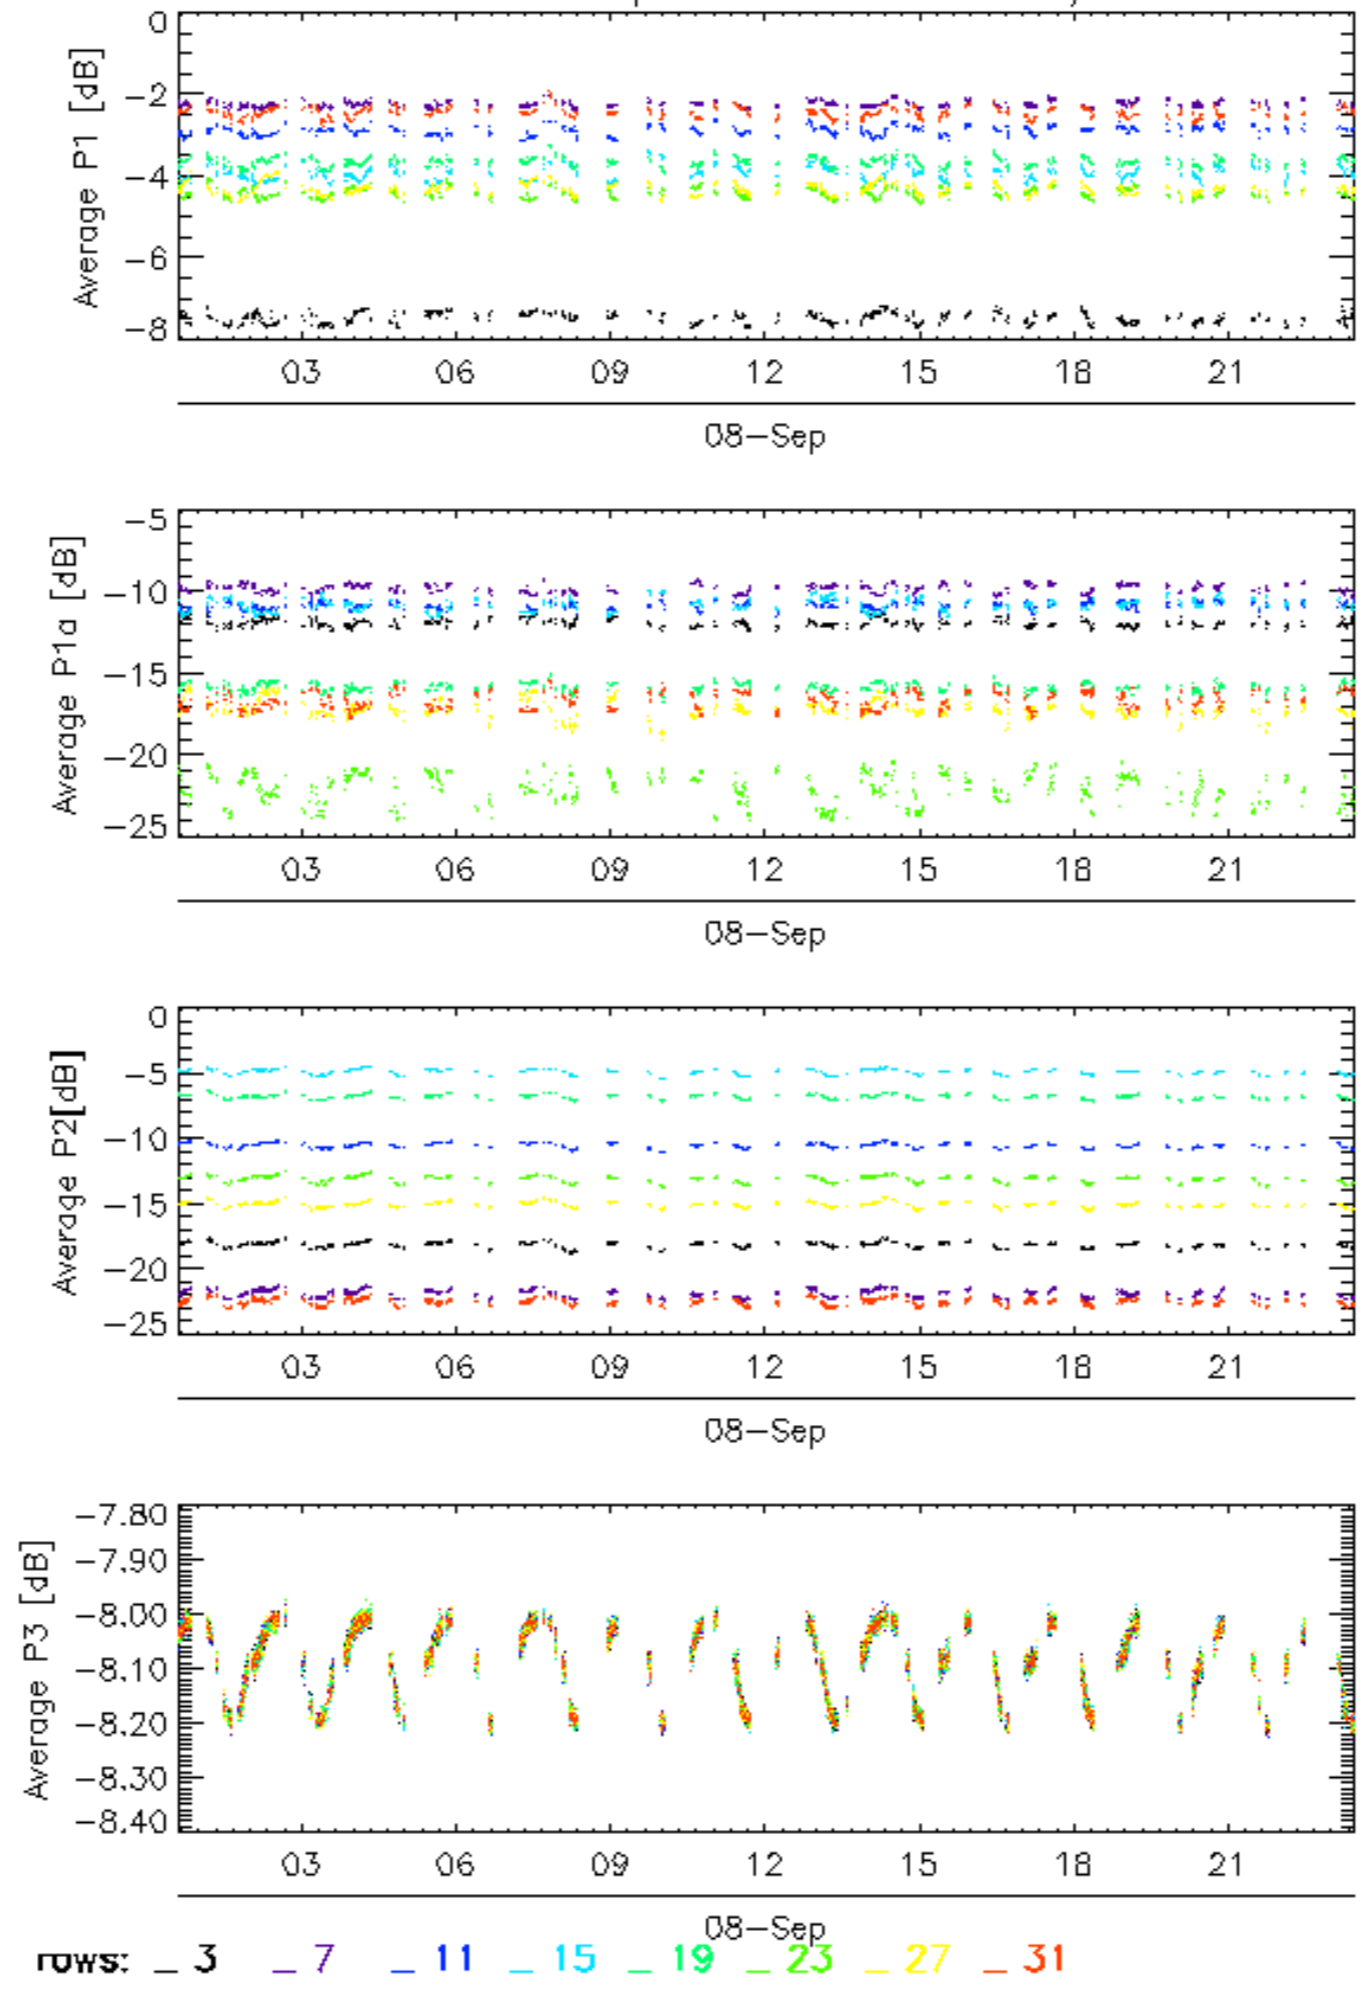 0
−2
−4
−6
−8
Average P1 [dB]
03 06 09 12 15 18 21
08−Sep
−5
−10
−15
−20
−25
Average P1a [dB]
03 06 09 12 15 18 21
08−Sep
0
−5
−10
−15
−20
−25
Average P2[dB]
03 06 09 12 15 18 21
08−Sep
−7.80
−7.90
−8.00
−8.10
−8.20
−8.30
−8.40
Average P3 [dB]
03 06 09 12 15 18 21
08−Sep
rows: _ 3 _ 7 _ 11 _ 15 _ 19 _ 23 _ 27 _ 31